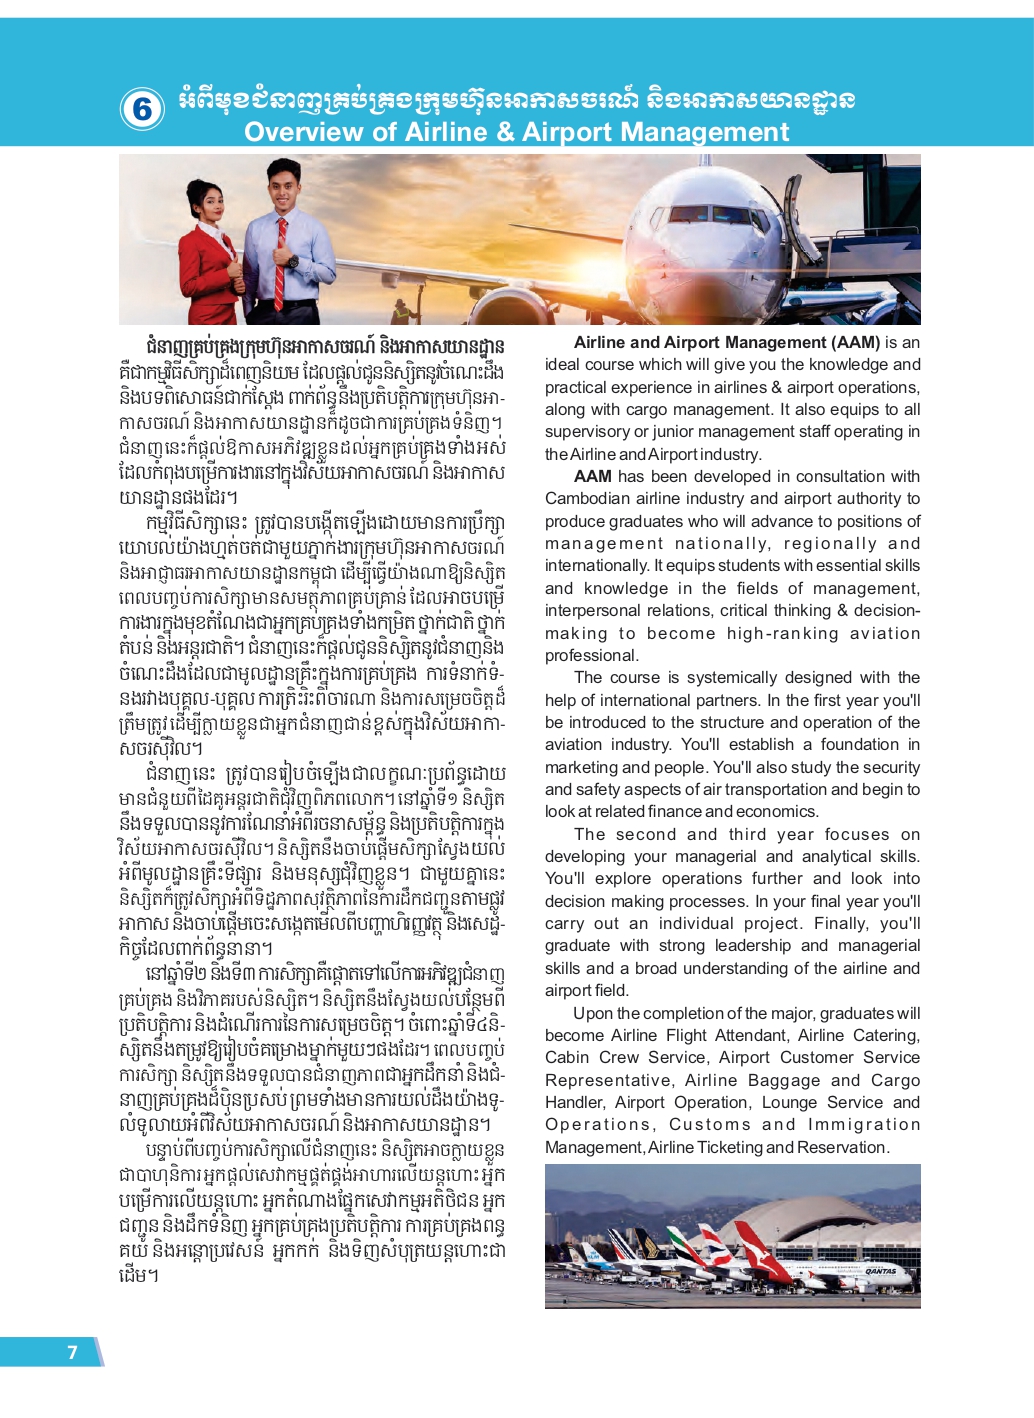 6
អំពីមុខជំនាញគ្រប់គ្រងក្រុមហ៊ុនអាកាសចរណ៍ និងអាកាសយានដ្ឋាន
Overview of Airline & Airport Management
ជំនាញគ្រប់គ្រងក្រុមហ៊ុនអាកាសចរណ៍ និងអាកាសយានដ្ឋាន
គឺជាកម្មវិធីសិក្សាដ៏ពេញនិយម ដែលផ្តល់ជូននិស្សិតនូវចំណេះដឹង
និងបទពិសោធន៍ជាក់ស្តែង ពាក់ព័ន្ធនឹងប្រតិបត្តិការក្រុមហ៊ុនអា-
កាសចរណ៍ និងអាកាសយានដ្ឋានក៏ដូចជាការគ្រប់គ្រងទំនិញ។
ជំនាញនេះក៏ផ្តល់ឱកាសអភិវឌ្ឍខ្លួនដល់អ្នកគ្រប់គ្រងទាំងអស់
ដែលកំពុងបម្រើការងារនៅក្នុងវិស័យអាកាសចរណ៍ និងអាកាស
យានដ្ឋានផងដែរ។
កម្មវិធីសិក្សានេះ ត្រូវបានបង្កើតឡើងដោយមានការប្រឹក្សា
យោបល់យ៉ាងហ្មត់ចត់ជាមួយភ្នាក់ងារក្រុមហ៊ុនអាកាសចរណ៍
និងអាជ្ញាធរអាកាសយានដ្ឋានកម្ពុជា ដើម្បីធ្វើយ៉ាងណាឱ្យនិស្សិត
ពេលបញ្ចប់ការសិក្សាមានសមត្ថភាពគ្រប់គ្រាន់ ដែលអាចបម្រើ
ការងារក្នុងមុខតំណែងជាអ្នកគ្រប់គ្រងទាំងកម្រិត ថ្នាក់ជាតិ ថ្នាក់
តំបន់ និងអន្តរជាតិ។ ជំនាញនេះក៏ផ្តល់ជូននិស្សិតនូវជំនាញនិង
ចំណេះដឹងដែលជាមូលដ្ឋានគ្រឹះក្នុងការគ្រប់គ្រង ការទំនាក់ទំ-
នងរវាងបុគ្គល-បុគ្គល ការត្រិះរិះពិចារណា និងការសម្រេចចិត្តដ៏
ត្រឹមត្រូវ ដើម្បីក្លាយខ្លួនជាអ្នកជំនាញជាន់ខ្ពស់ក្នុងវិស័យអាកា-
សចរស៊ីវិល។
ជំនាញនេះ ត្រូវបានរៀបចំឡើងជាលក្ខណៈប្រព័ន្ធដោយ
មានជំនួយពីដៃគូអន្តរជាតិជុំវិញពិភពលោក។ នៅឆ្នាំទី១ និស្សិត
នឹងទទួលបាននូវការណែនាំអំពីរចនាសម្ព័ន្ធ និងប្រតិបត្តិការក្នុង
វិស័យអាកាសចរស៊ីវិល។ និស្សិតនឹងចាប់ផ្តើមសិក្សាស្វែងយល់
អំពីមូលដ្ឋានគ្រឹះទីផ្សារ និងមនុស្សជុំវិញខ្លួន។ ជាមួយគ្នានេះ
និស្សិតក៏ត្រូវសិក្សាអំពីទិដ្ឋភាពសុវត្ថិភាពនៃការដឹកជញ្ជូនតាមផ្លូវ
អាកាស និងចាប់ផ្តើមចេះសង្កេតមើលពីបញ្ហាហិរញ្ញវត្ថុ និងសេដ្ឋ-
កិច្ចដែលពាក់ព័ន្ធនានា។
នៅឆ្នាំទី២ និងទី៣ ការសិក្សាគឺផ្តោតទៅលើការអភិវឌ្ឍជំនាញ
គ្រប់គ្រង និងវិភាគរបស់និស្សិត។ និស្សិតនឹងស្វែងយល់បន្ថែមពី
ប្រតិបត្តិការ និងដំណើរការនៃការសម្រេចចិត្ត។ ចំពោះឆ្នាំទី៤និ-
ស្សិតនឹងតម្រូវឱ្យរៀបចំគម្រោងម្នាក់មួយៗផងដែរ។ ពេលបញ្ចប់
ការសិក្សា និស្សិតនឹងទទួលបានជំនាញភាពជាអ្នកដឹកនាំ និងជំ-
នាញគ្រប់គ្រងដ៏ប៉ិនប្រសប់ ព្រមទាំងមានការយល់ដឹងយ៉ាងទូ-
លំទូលាយអំពីវិស័យអាកាសចរណ៍ និងអាកាសយានដ្ឋាន។
បន្ទាប់ពីបញ្ចប់ការសិក្សាលើជំនាញនេះ និស្សិតអាចក្លាយខ្លួន
ជាបាហុនិការ អ្នកផ្តល់សេវាកម្មផ្គត់ផ្គង់អាហារលើយន្តហោះ អ្នក
បម្រើការលើយន្តហោះ អ្នកតំណាងផ្នែកសេវាកម្មអតិថិជន អ្នក
ជញ្ជូន និងដឹកទំនិញ អ្នកគ្រប់គ្រងប្រតិបត្តិការ ការគ្រប់គ្រងពន្ធ
គយ និងអន្តោប្រវេសន៍ អ្នកកក់ និងទិញសំបុត្រយន្តហោះជា
ដើម។
Airline and Airport Management (AAM) is an
ideal course which will give you the knowledge and
practical experience in airlines & airport operations,
along with cargo management. It also equips to all
supervisory or junior management staff operating in
the Airline and Airport industry.
AAM has been developed in consultation with
Cambodian airline industry and airport authority to
produce graduates who will advance to positions of
management nationally, regionally and
internationally. It equips students with essential skills
and knowledge in the fields of management,
interpersonal relations, critical thinking & decision-
making to become high-ranking aviation
professional.
The course is systemically designed with the
help of international partners. In the first year you'll
be introduced to the structure and operation of the
aviation industry. You'll establish a foundation in
marketing and people. You'll also study the security
and safety aspects of air transportation and begin to
look at related finance and economics.
The second and third year focuses on
developing your managerial and analytical skills.
You'll explore operations further and look into
decision making processes. In your final year you'll
carry out an individual project. Finally, you'll
graduate with strong leadership and managerial
skills and a broad understanding of the airline and
airport field.
Upon the completion of the major, graduates will
become Airline Flight Attendant, Airline Catering,
Cabin Crew Service, Airport Customer Service
Representative, Airline Baggage and Cargo
Handler, Airport Operation, Lounge Service and
Operations, Customs and Immigration
Management, Airline Ticketing and Reservation.
QANTAS
7